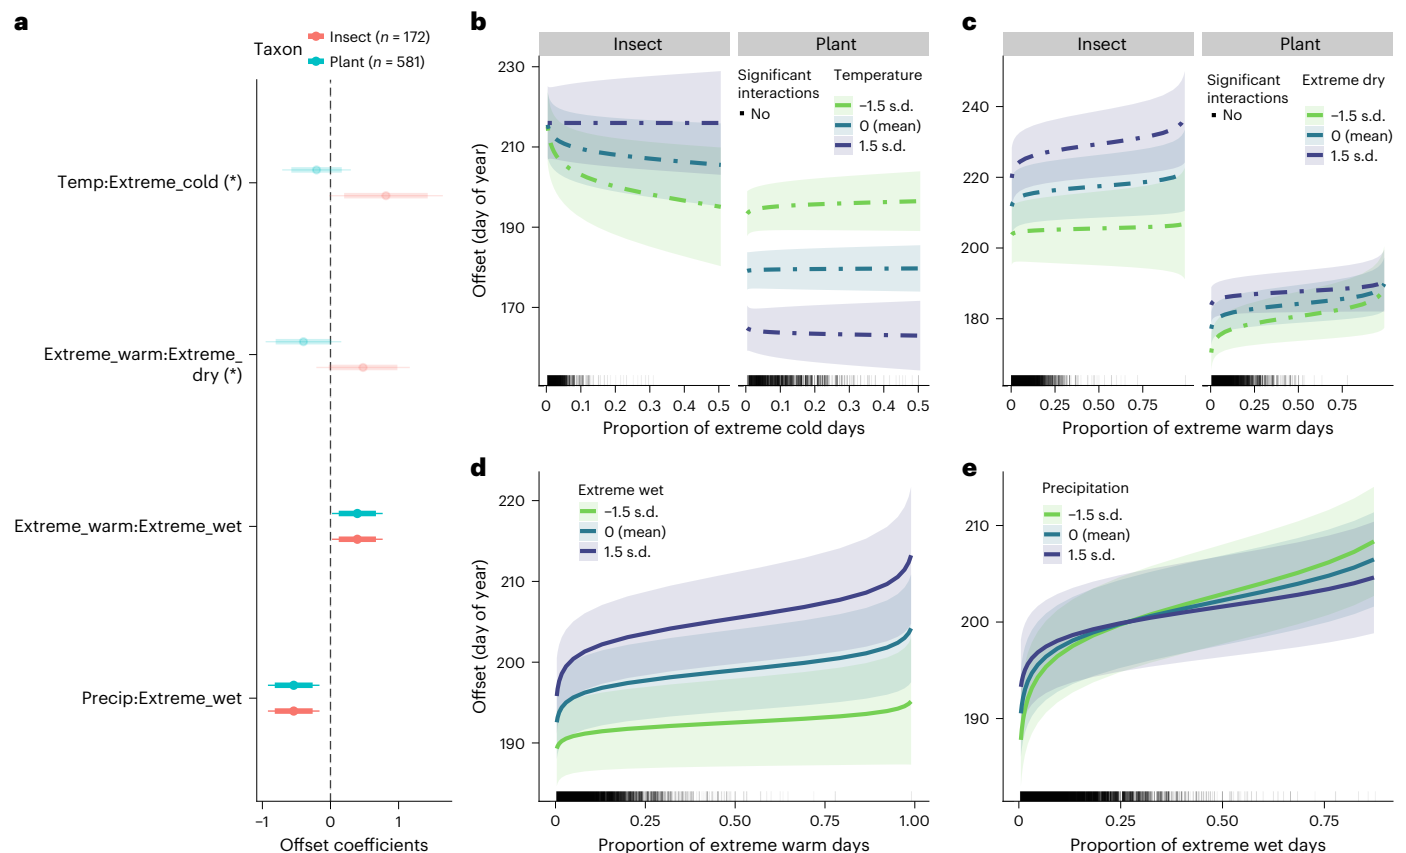 a
Taxon
Insect (n = 172)
Plant (n = 581)
Temp:Extreme_cold (*)
Extreme_warm:Extreme_
dry (*)
Extreme_warm:Extreme_wet
Precip:Extreme_wet
−1 0 1
Offset coefficients
b
Insect Plant
Offset (day of year)
230
210
190
170
Significant
interactions
No
Temperature
−1.5 s.d.
0 (mean)
1.5 s.d.
0 0.1 0.2 0.3 0.4 0.5 0 0.1 0.2 0.3 0.4 0.5
Proportion of extreme cold days
c
Insect Plant
240
220
200
180
Significant
interactions
No
Extreme dry
−1.5 s.d.
0 (mean)
1.5 s.d.
0 0.25 0.50 0.75 0 0.25 0.50 0.75
Proportion of extreme warm days
d
Offset (day of year)
220
210
200
190
Extreme wet
−1.5 s.d.
0 (mean)
1.5 s.d.
0 0.25 0.50 0.75 1.00
Proportion of extreme warm days
e
210
200
190
Precipitation
−1.5 s.d.
0 (mean)
1.5 s.d.
0 0.25 0.50 0.75
Proportion of extreme wet days